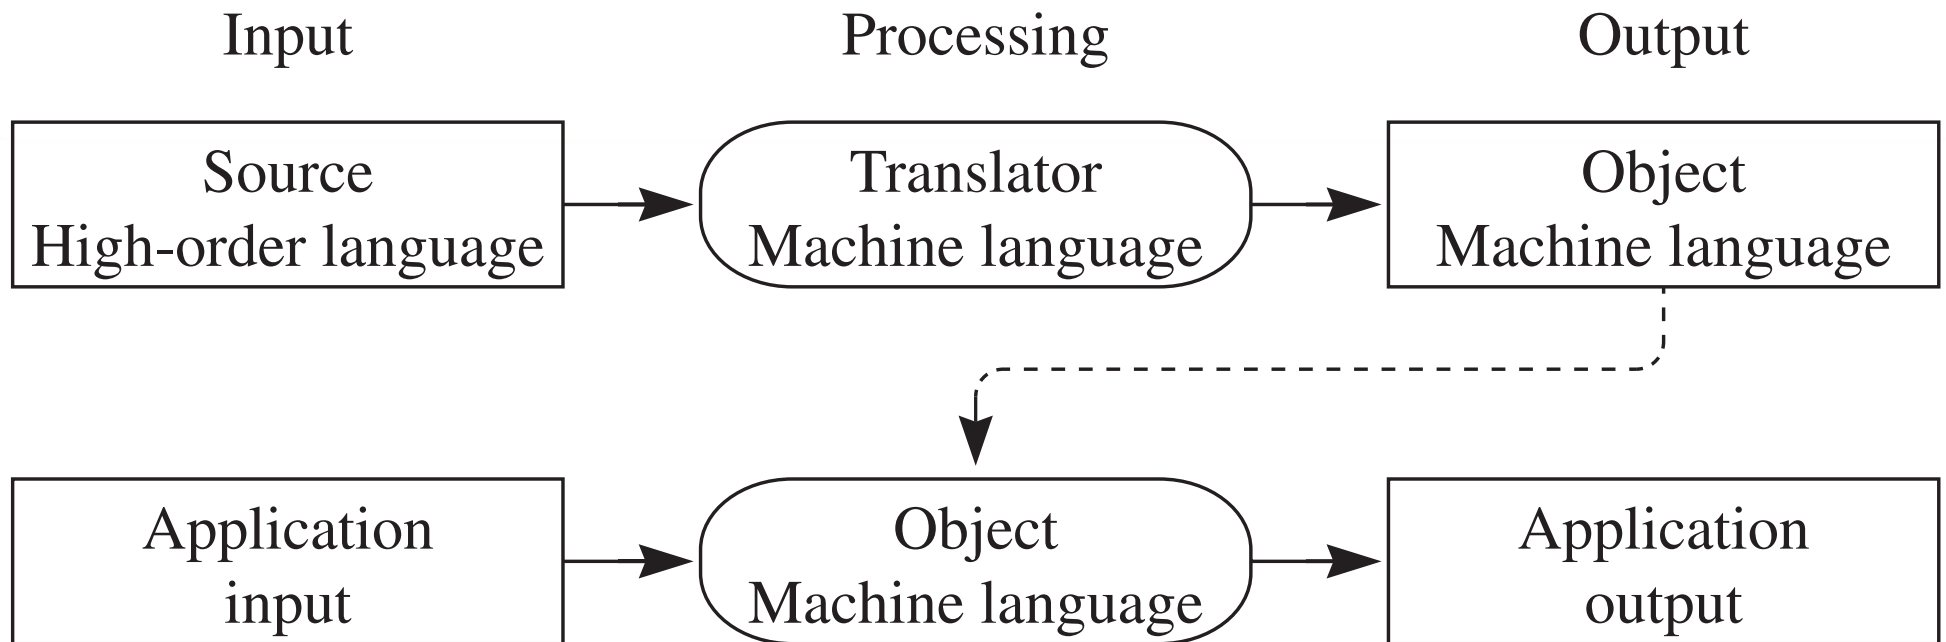 Input
Processing
Output
Source
High-order language
Translator
Machine language
Object
Machine language
Application
input
Object
Machine language
Application
output